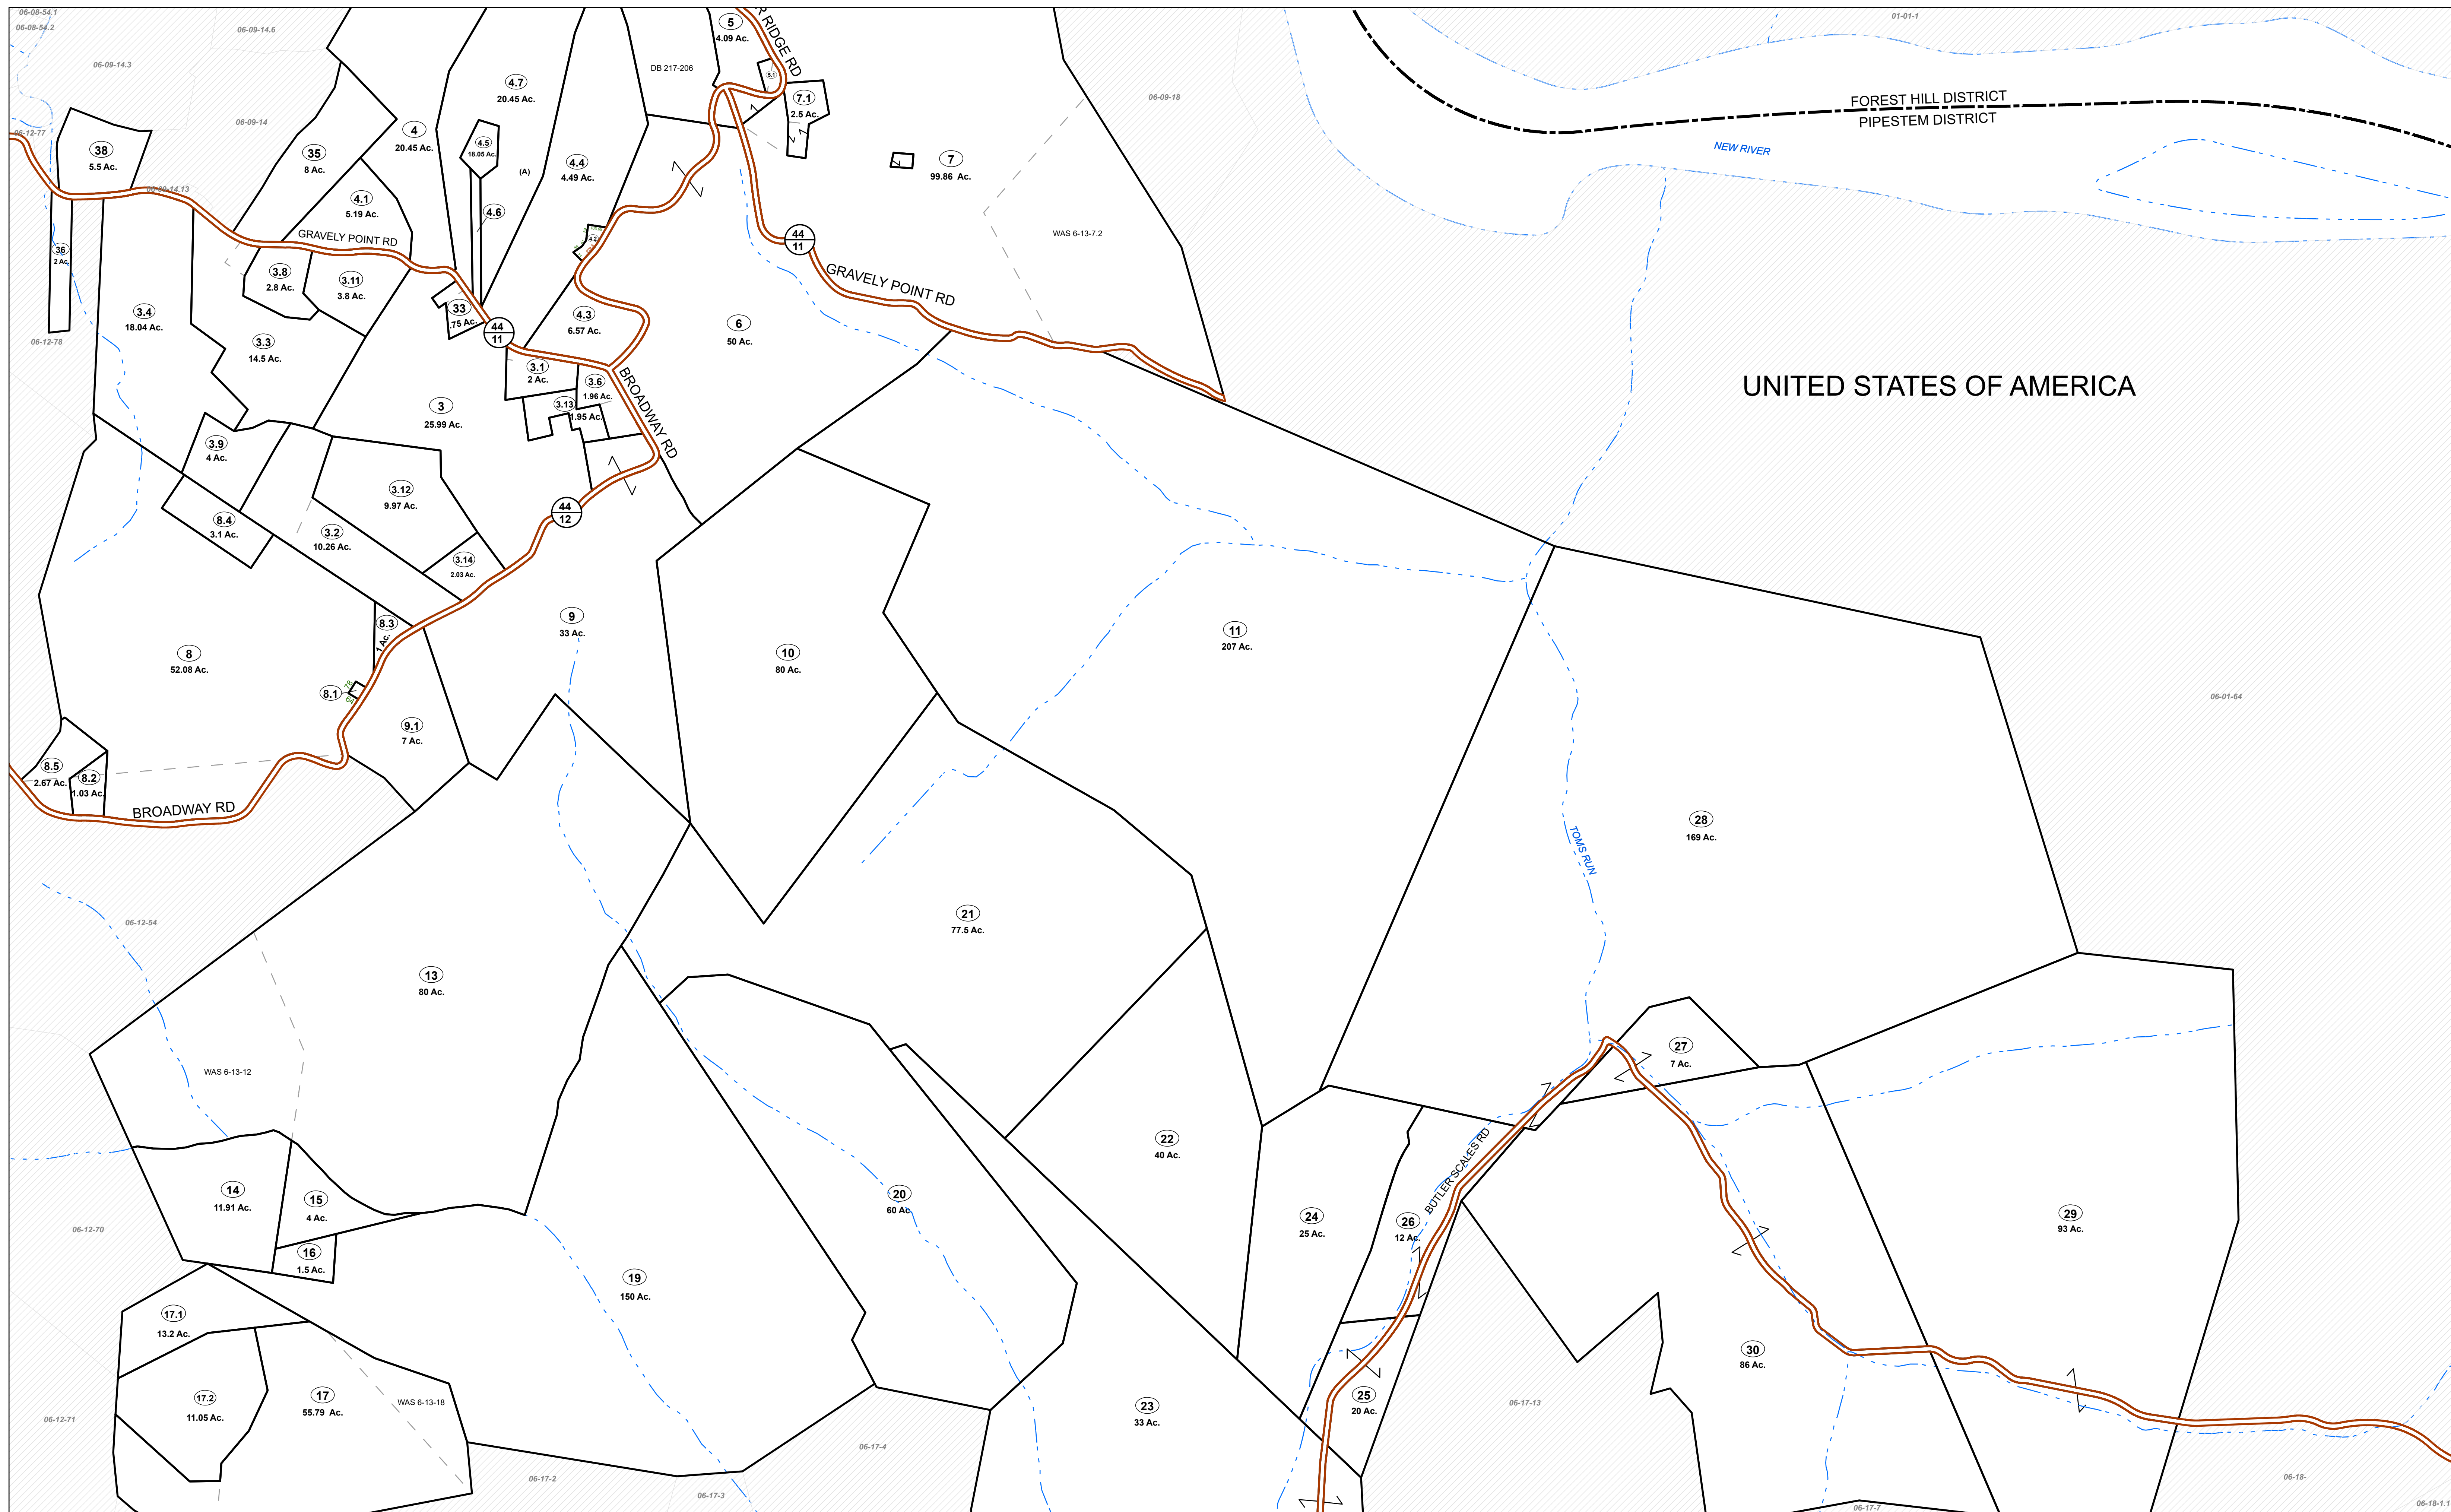 06-08-54.1
06-08-54.2
06-09-14.6
06-09-14.3
06-12-77
06-09-14
06-09-14.13
38
5.5 Ac.
35
8 Ac.
4
20.45 Ac.
4.7
20.45 Ac.
4.5
18.05 Ac.
(A)
4.4
4.49 Ac.
4.6
4.1
5.19 Ac.
GRAVELY POINT RD
DB 217-206
5
4.09 Ac.
R RIDGE RD
5.1
7.1
2.5 Ac.
7
99.86 Ac.
06-09-18
WAS 6-13-7.2
01-01-1
FOREST HILL DISTRICT
PIPESTEM DISTRICT
NEW RIVER
UNITED STATES OF AMERICA
36
2 Ac.
06-12-78
3.4
18.04 Ac.
3.8
2.8 Ac.
3.11
3.8 Ac.
3.3
14.5 Ac.
33
.75 Ac.
44
11
4.2
4.3
6.57 Ac.
44
11
GRAVELY POINT RD
6
50 Ac.
3.1
2 Ac.
3.6
1.96 Ac.
3.13
1.95 Ac.
BROADWAY RD
3
25.99 Ac.
3.9
4 Ac.
3.12
9.97 Ac.
8.4
3.1 Ac.
3.2
10.26 Ac.
3.14
2.03 Ac.
44
12
9
33 Ac.
8.3
1 Ac.
8
52.08 Ac.
8.1
78
64
9.1
7 Ac.
8.5
2.67 Ac.
8.2
1.03 Ac.
BROADWAY RD
10
80 Ac.
11
207 Ac.
06-01-64
28
169 Ac.
TOMS RUN
06-12-54
21
77.5 Ac.
13
80 Ac.
WAS 6-13-12
27
7 Ac.
22
40 Ac.
BUTLER SCALES RD
14
11.91 Ac.
15
4 Ac.
16
1.5 Ac.
20
60 Ac.
24
25 Ac.
26
12 Ac.
29
93 Ac.
06-12-70
19
150 Ac.
17.1
13.2 Ac.
17.2
11.05 Ac.
17
55.79 Ac.
WAS 6-13-18
30
86 Ac.
23
33 Ac.
25
20 Ac.
06-17-13
06-12-71
06-17-4
06-17-2
06-17-3
06-17-7
06-18-
06-18-1.1